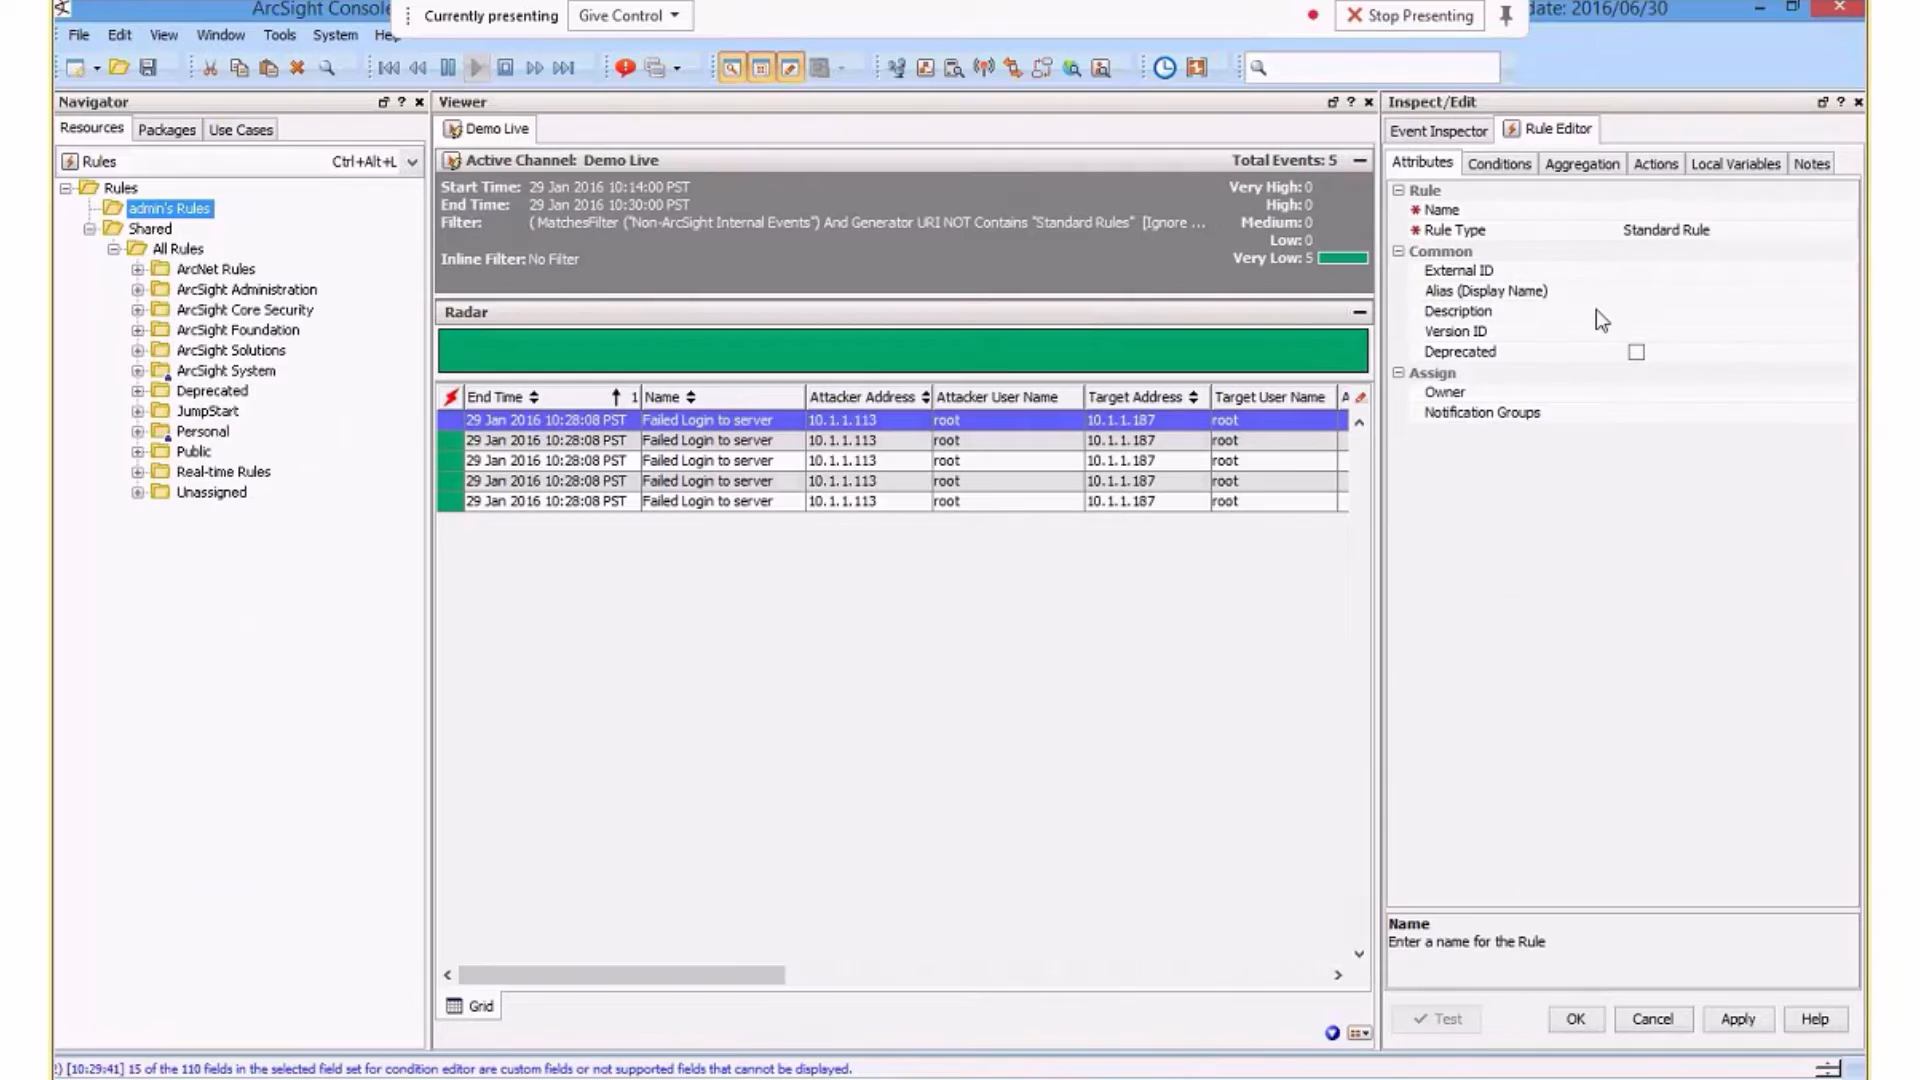 ArcSight Console
Currently presenting
Give Control
Stop Presenting
date: 2016/06/30
File Edit View Window Tools System Help
Navigator
Resources Packages Use Cases
Rules Ctrl+Alt+L
Rules
admin's Rules
Shared
All Rules
ArcNet Rules
ArcSight Administration
ArcSight Core Security
ArcSight Foundation
ArcSight Solutions
ArcSight System
Deprecated
JumpStart
Personal
Public
Real-time Rules
Unassigned
Viewer
Demo Live
Active Channel: Demo Live Total Events: 5
Start Time: 29 Jan 2016 10:14:00 PST Very High: 0
End Time: 29 Jan 2016 10:30:00 PST High: 0
Filter: ( MatchesFilter ("Non-ArcSight Internal Events") And Generator URI NOT Contains "Standard Rules" [Ignore ... Medium: 0
Low: 0
Inline Filter: No Filter Very Low: 5
Radar
End Time 1 Name Attacker Address Attacker User Name Target Address Target User Name A
29 Jan 2016 10:28:08 PST Failed Login to server 10.1.1.113 root 10.1.1.187 root
29 Jan 2016 10:28:08 PST Failed Login to server 10.1.1.113 root 10.1.1.187 root
29 Jan 2016 10:28:08 PST Failed Login to server 10.1.1.113 root 10.1.1.187 root
29 Jan 2016 10:28:08 PST Failed Login to server 10.1.1.113 root 10.1.1.187 root
29 Jan 2016 10:28:08 PST Failed Login to server 10.1.1.113 root 10.1.1.187 root
Grid
Inspect/Edit
Event Inspector Rule Editor
Attributes Conditions Aggregation Actions Local Variables Notes
Rule
* Name
* Rule Type Standard Rule
Common
External ID
Alias (Display Name)
Description
Version ID
Deprecated
Assign
Owner
Notification Groups
Name
Enter a name for the Rule
Test OK Cancel Apply Help
:) [10:29:41] 15 of the 110 fields in the selected field set for condition editor are custom fields or not supported fields that cannot be displayed.